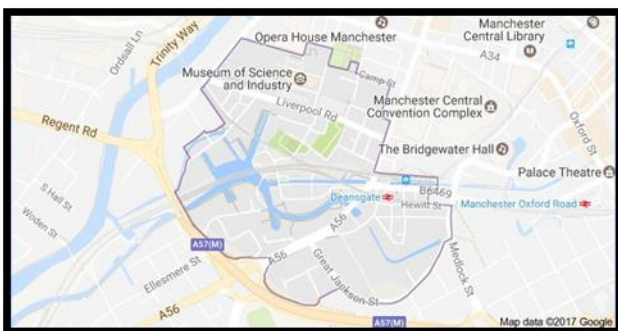 Ordsall Ln
Trinity Way
Opera House Manchester
Manchester
Central Library
A34
Camp St
Museum of Science
and Industry
Liverpool Rd
Manchester Central
Convention Complex
Oxford St
Regent Rd
The Bridgewater Hall
Palace Theatre
S Hall St
Woden St
Deansgate
B6469
Hewitt St
Manchester Oxford Road
A56
A57(M)
A56
Great Jackson St
Medlock St
Ellesmere St
A56
A57(M)
Map data ©2017 Google